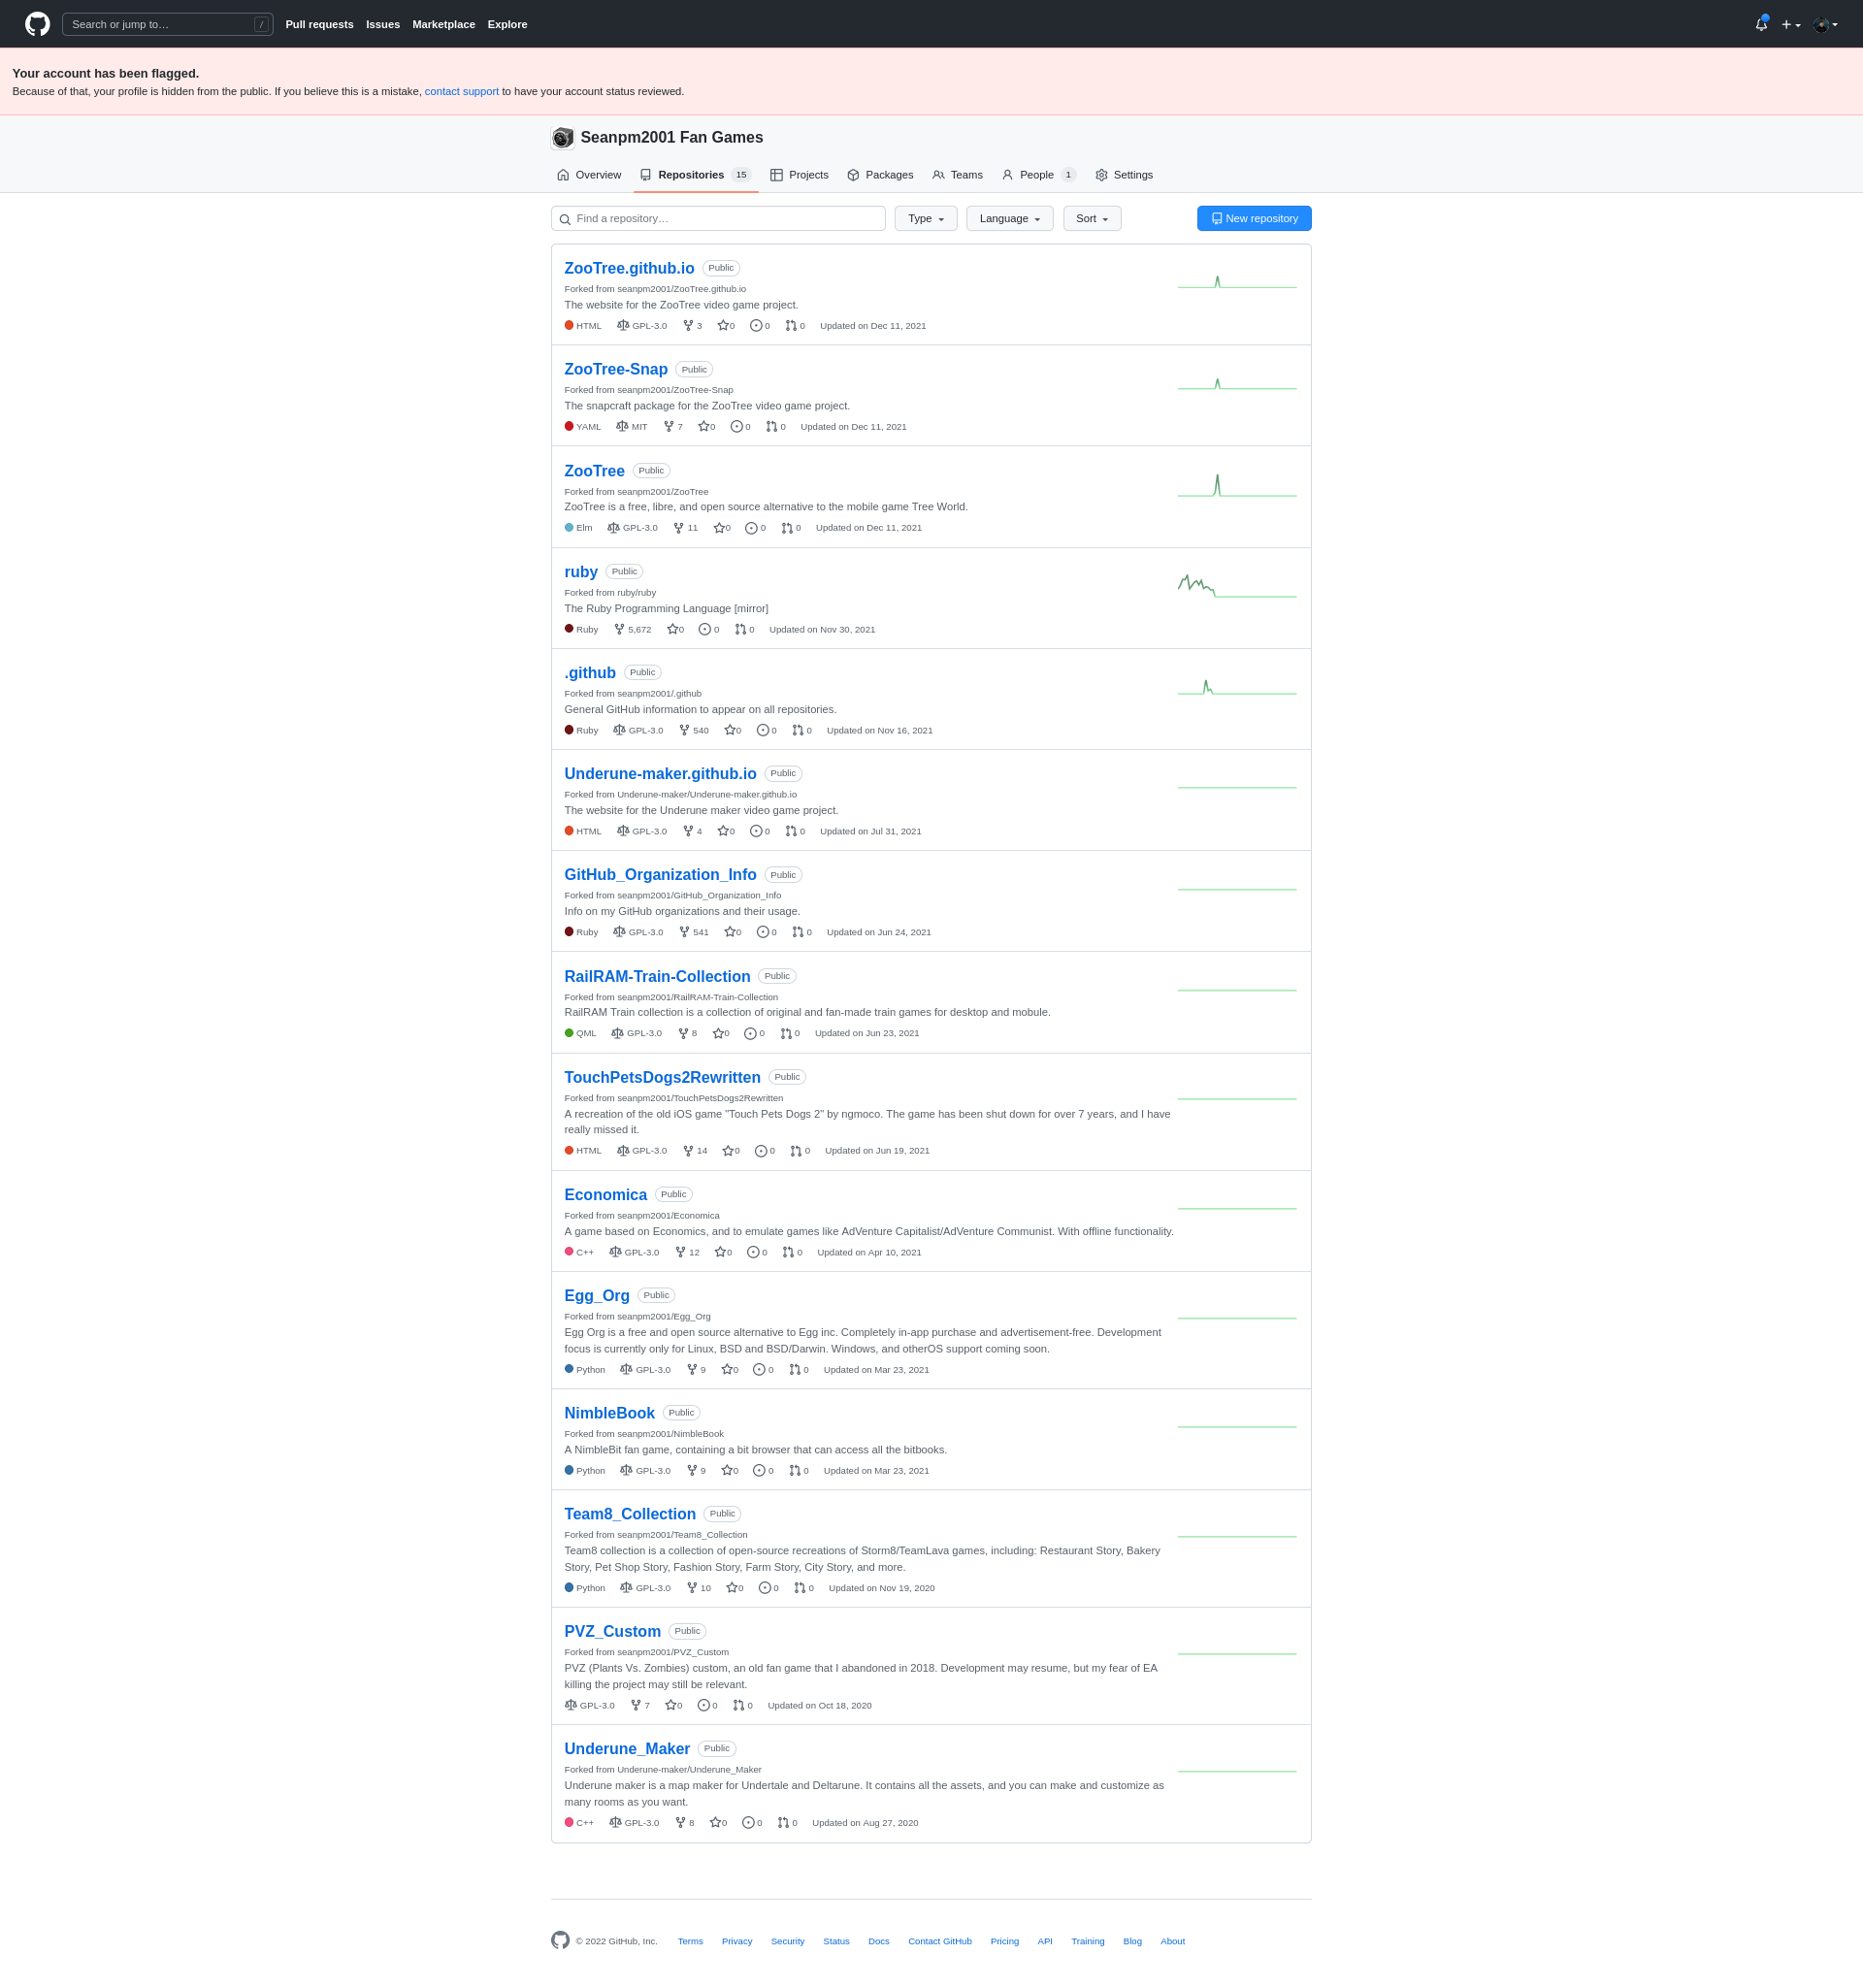 Search or jump to… /
Pull requests Issues Marketplace Explore
Your account has been flagged.
Because of that, your profile is hidden from the public. If you believe this is a mistake, contact support to have your account status reviewed.
Seanpm2001 Fan Games
Overview Repositories 15 Projects Packages Teams People 1 Settings
Find a repository… Type Language Sort New repository
ZooTree.github.io Public
Forked from seanpm2001/ZooTree.github.io
The website for the ZooTree video game project.
HTML GPL-3.0 3 0 0 0 Updated on Dec 11, 2021
ZooTree-Snap Public
Forked from seanpm2001/ZooTree-Snap
The snapcraft package for the ZooTree video game project.
YAML MIT 7 0 0 0 Updated on Dec 11, 2021
ZooTree Public
Forked from seanpm2001/ZooTree
ZooTree is a free, libre, and open source alternative to the mobile game Tree World.
Elm GPL-3.0 11 0 0 0 Updated on Dec 11, 2021
ruby Public
Forked from ruby/ruby
The Ruby Programming Language [mirror]
Ruby 5,672 0 0 0 Updated on Nov 30, 2021
.github Public
Forked from seanpm2001/.github
General GitHub information to appear on all repositories.
Ruby GPL-3.0 540 0 0 0 Updated on Nov 16, 2021
Underune-maker.github.io Public
Forked from Underune-maker/Underune-maker.github.io
The website for the Underune maker video game project.
HTML GPL-3.0 4 0 0 0 Updated on Jul 31, 2021
GitHub_Organization_Info Public
Forked from seanpm2001/GitHub_Organization_Info
Info on my GitHub organizations and their usage.
Ruby GPL-3.0 541 0 0 0 Updated on Jun 24, 2021
RailRAM-Train-Collection Public
Forked from seanpm2001/RailRAM-Train-Collection
RailRAM Train collection is a collection of original and fan-made train games for desktop and mobule.
QML GPL-3.0 8 0 0 0 Updated on Jun 23, 2021
TouchPetsDogs2Rewritten Public
Forked from seanpm2001/TouchPetsDogs2Rewritten
A recreation of the old iOS game "Touch Pets Dogs 2" by ngmoco. The game has been shut down for over 7 years, and I have
really missed it.
HTML GPL-3.0 14 0 0 0 Updated on Jun 19, 2021
Economica Public
Forked from seanpm2001/Economica
A game based on Economics, and to emulate games like AdVenture Capitalist/AdVenture Communist. With offline functionality.
C++ GPL-3.0 12 0 0 0 Updated on Apr 10, 2021
Egg_Org Public
Forked from seanpm2001/Egg_Org
Egg Org is a free and open source alternative to Egg inc. Completely in-app purchase and advertisement-free. Development
focus is currently only for Linux, BSD and BSD/Darwin. Windows, and otherOS support coming soon.
Python GPL-3.0 9 0 0 0 Updated on Mar 23, 2021
NimbleBook Public
Forked from seanpm2001/NimbleBook
A NimbleBit fan game, containing a bit browser that can access all the bitbooks.
Python GPL-3.0 9 0 0 0 Updated on Mar 23, 2021
Team8_Collection Public
Forked from seanpm2001/Team8_Collection
Team8 collection is a collection of open-source recreations of Storm8/TeamLava games, including: Restaurant Story, Bakery
Story, Pet Shop Story, Fashion Story, Farm Story, City Story, and more.
Python GPL-3.0 10 0 0 0 Updated on Nov 19, 2020
PVZ_Custom Public
Forked from seanpm2001/PVZ_Custom
PVZ (Plants Vs. Zombies) custom, an old fan game that I abandoned in 2018. Development may resume, but my fear of EA
killing the project may still be relevant.
GPL-3.0 7 0 0 0 Updated on Oct 18, 2020
Underune_Maker Public
Forked from Underune-maker/Underune_Maker
Underune maker is a map maker for Undertale and Deltarune. It contains all the assets, and you can make and customize as
many rooms as you want.
C++ GPL-3.0 8 0 0 0 Updated on Aug 27, 2020
© 2022 GitHub, Inc. Terms Privacy Security Status Docs Contact GitHub Pricing API Training Blog About